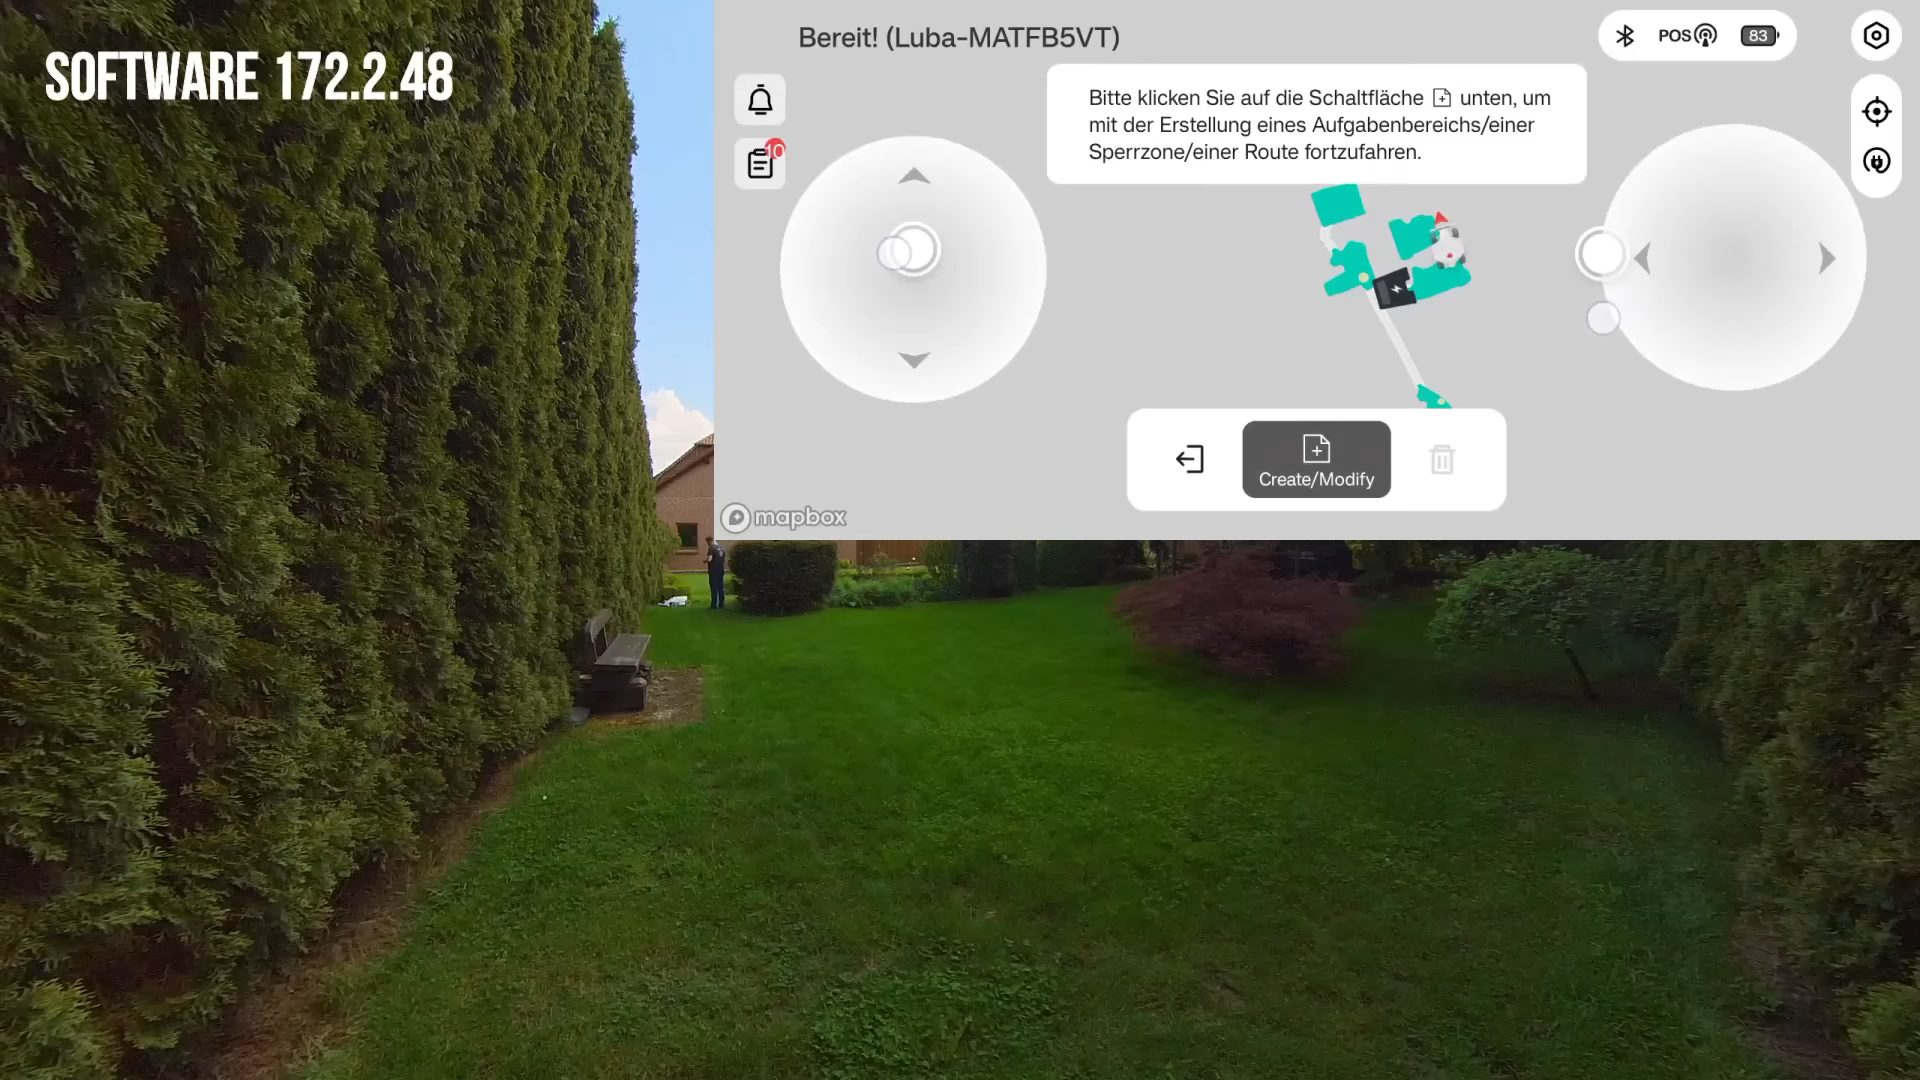 SOFTWARE 172.2.48
Bereit! (Luba-MATFB5VT)
POS
83
10
Bitte klicken Sie auf die Schaltfläche unten, um
mit der Erstellung eines Aufgabenbereichs/einer
Sperrzone/einer Route fortzufahren.
Create/Modify
mapbox